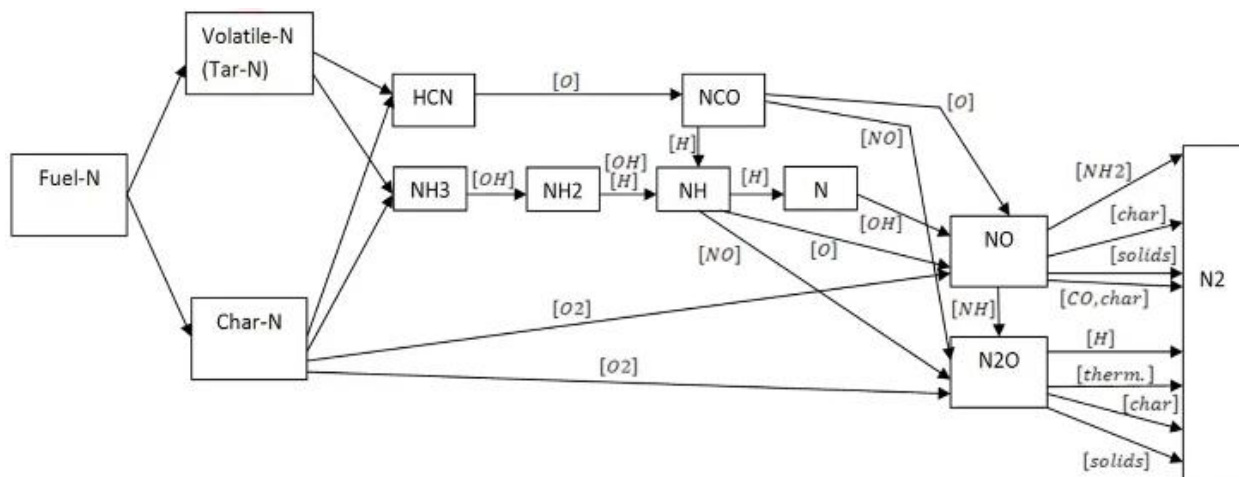 Volatile-N
(Tar-N)
HCN
[O]
NCO
[O]
[NO]
[H]
Fuel-N
NH3
[OH]
NH2
[OH]
[H]
NH
[H]
N
[OH]
[O]
[NO]
NO
[NH2]
[char]
[solids]
[CO,char]
N2
Char-N
[O2]
[O2]
[NH]
N2O
[H]
[therm.]
[char]
[solids]